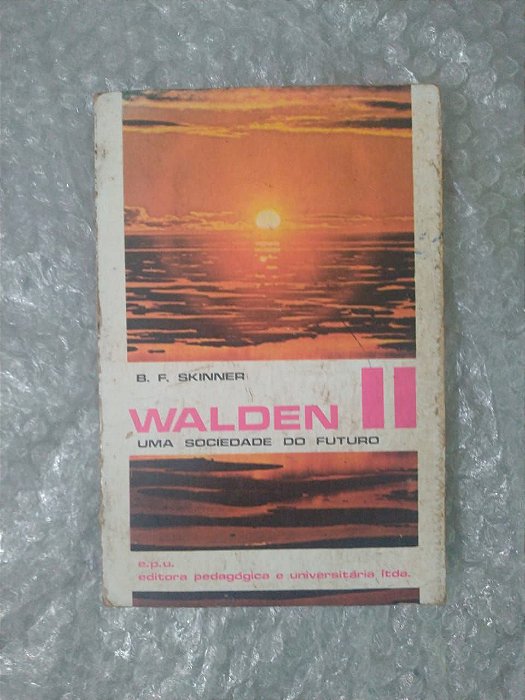 B. F. SKINNER
WALDEN II
UMA SOCIEDADE DO FUTURO
e.p.u.
editora pedagógica e universitária ltda.